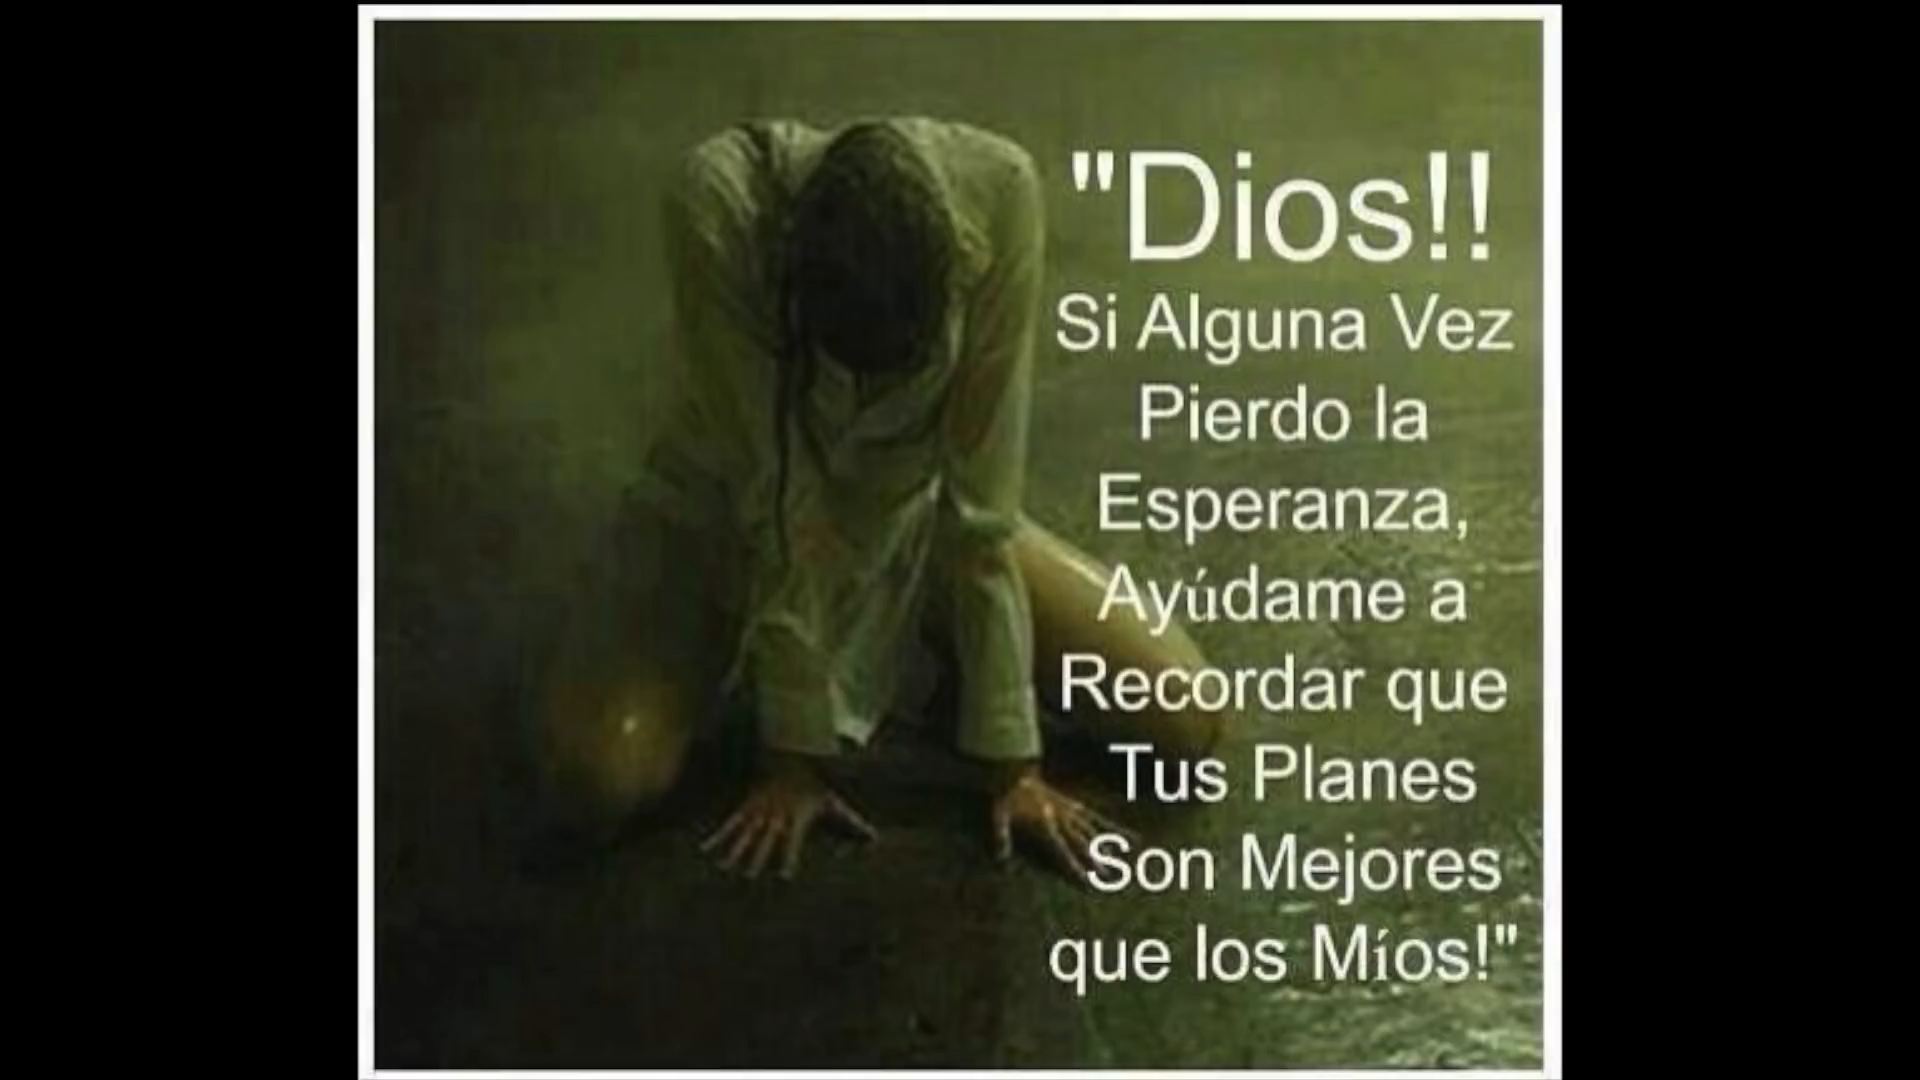 "Dios!!
Si Alguna Vez
Pierdo la
Esperanza,
Ayúdame a
Recordar que
Tus Planes
Son Mejores
que los Míos!"